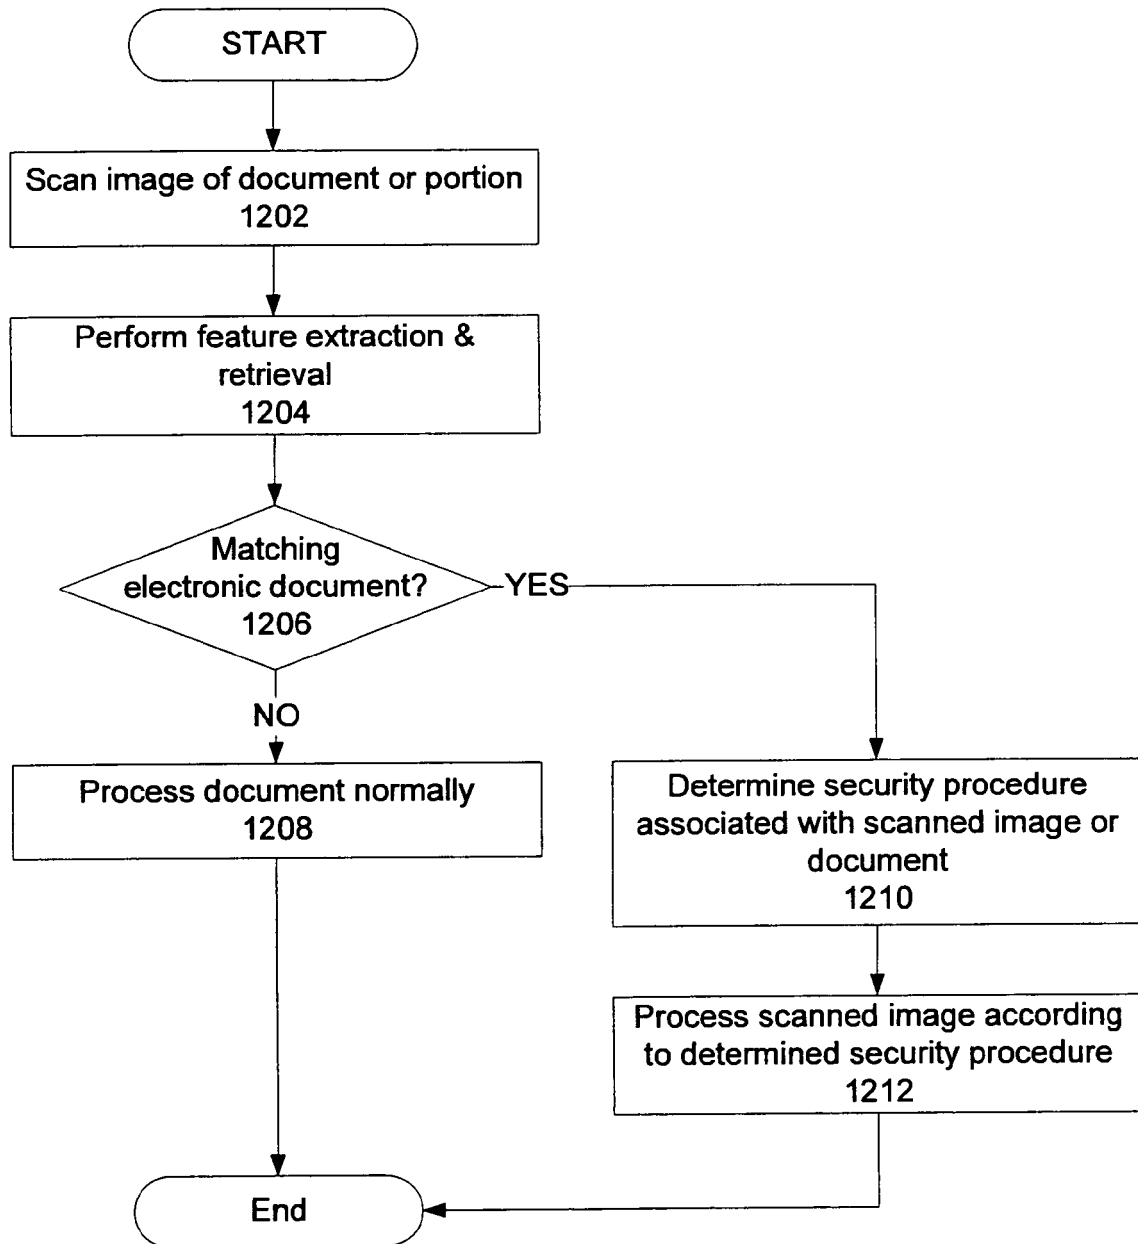 START
Scan image of document or portion
1202
Perform feature extraction &
retrieval
1204
Matching
electronic document?
1206
YES
NO
Process document normally
1208
Determine security procedure
associated with scanned image or
document
1210
Process scanned image according
to determined security procedure
1212
End